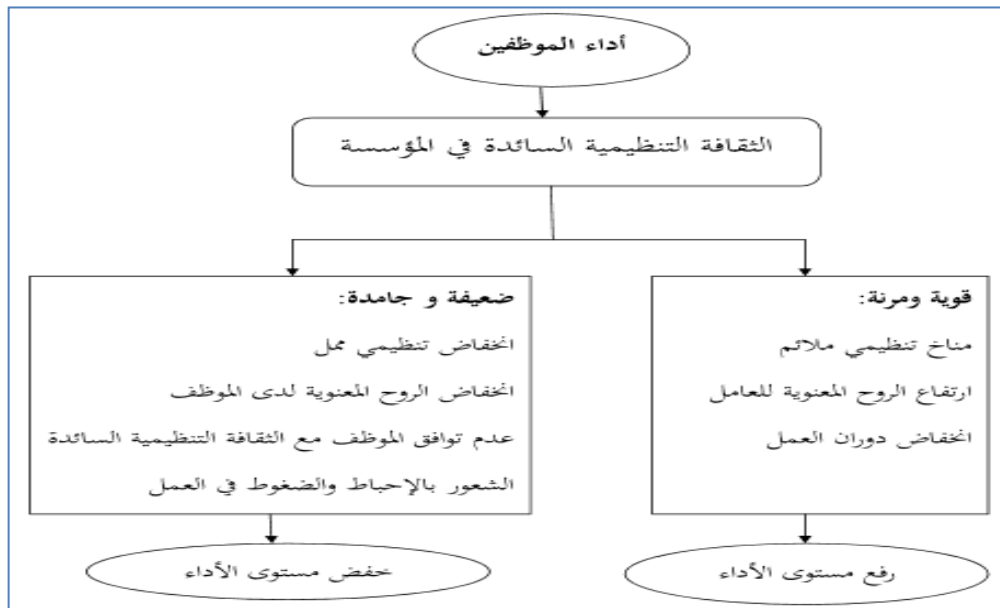 أداء الموظفين
الثقافة التنظيمية السائدة في المؤسسة
قوية ومرنة:
مناخ تنظيمي ملائم
ارتفاع الروح المعنوية للعامل
انخفاض دوران العمل
ضعيفة و جامدة:
انخفاض تنظيمي ممل
انخفاض الروح المعنوية لدى الموظف
عدم توافق الموظف مع الثقافة التنظيمية السائدة
الشعور بالإحباط والضغوط في العمل
رفع مستوى الأداء
خفض مستوى الأداء